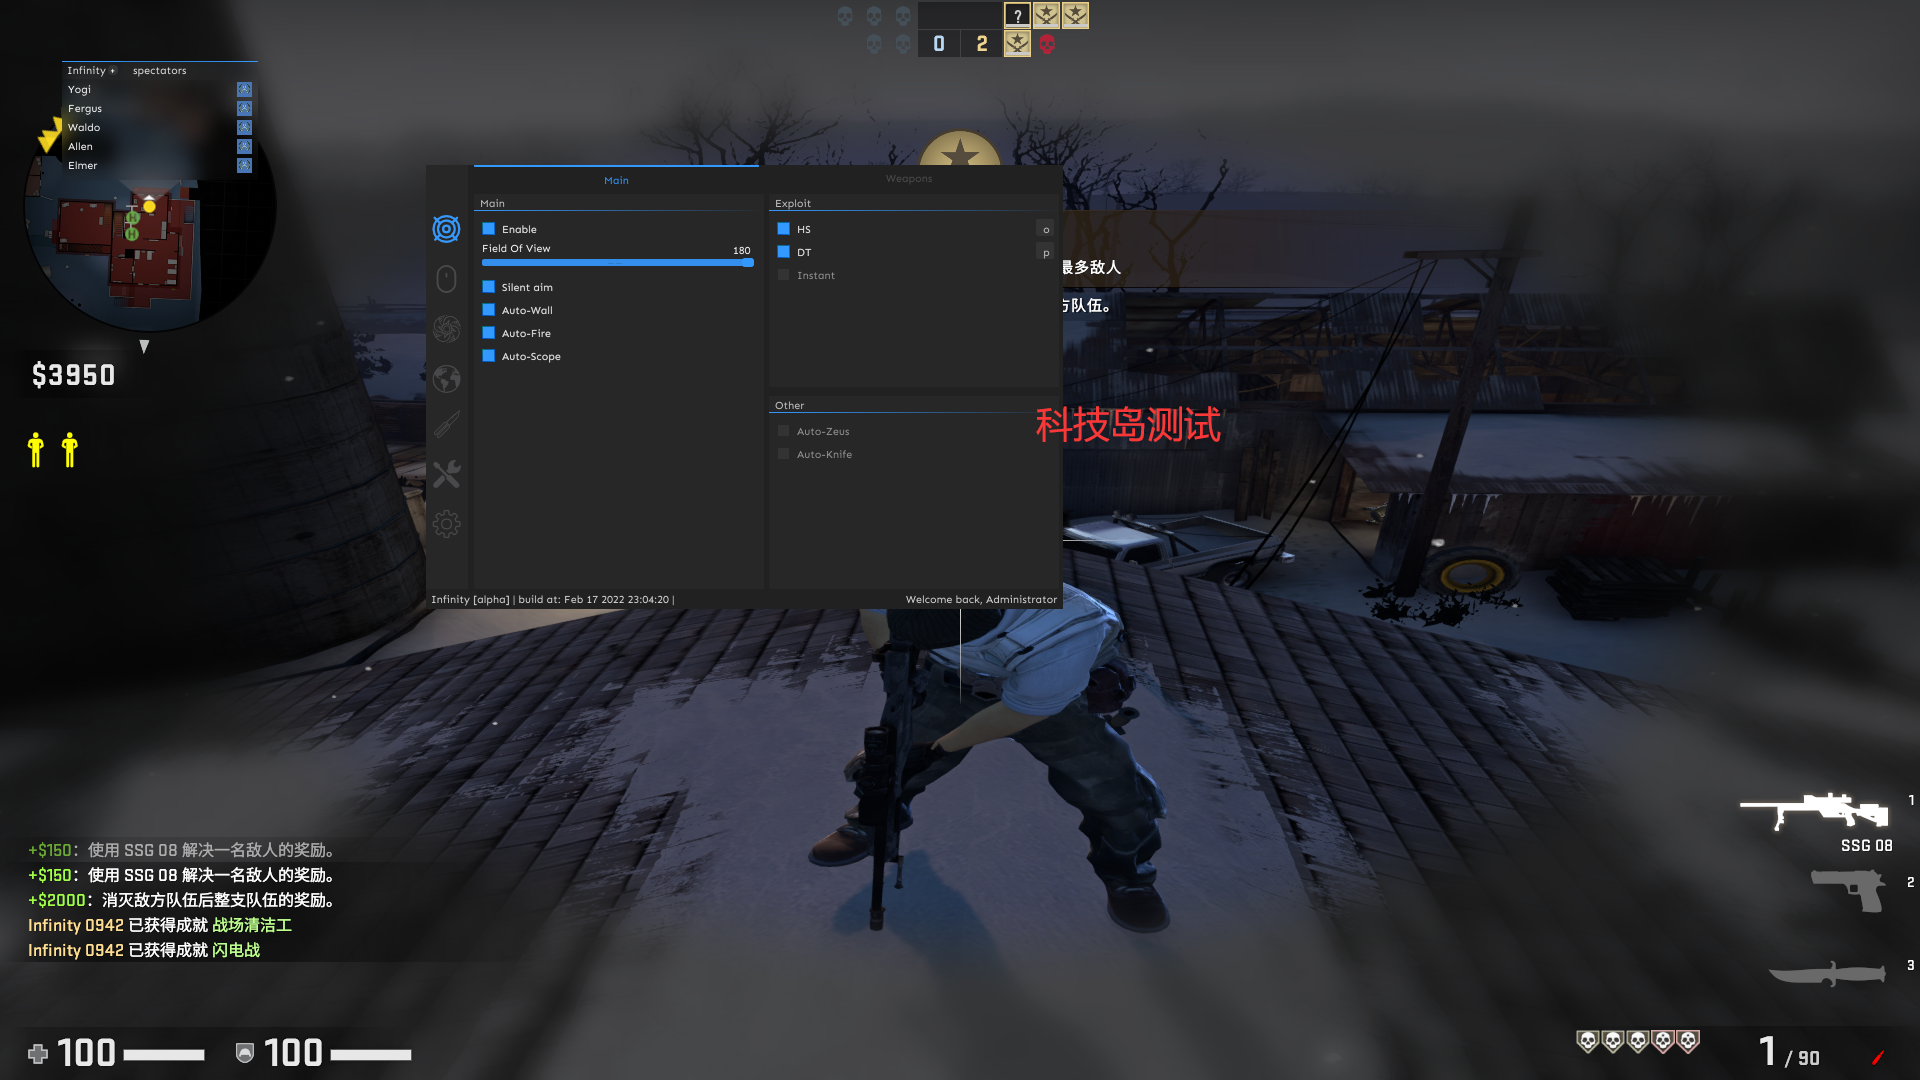 ?
0 2
Infinity + spectators
Yogi
Fergus
Waldo
Allen
Elmer
$3950
Main
Weapons
Main
Enable
Field Of View 180
Silent aim
Auto-Wall
Auto-Fire
Auto-Scope
Exploit
HS o
DT p
Instant
Other
Auto-Zeus
Auto-Knife
Infinity [alpha] | build at: Feb 17 2022 23:04:20 |
Welcome back, Administrator
最多敌人
方队伍。
科技岛测试
H
H
+$150：使用 SSG 08 解决一名敌人的奖励。
+$150：使用 SSG 08 解决一名敌人的奖励。
+$2000：消灭敌方队伍后整支队伍的奖励。
Infinity 0942 已获得成就 战场清洁工
Infinity 0942 已获得成就 闪电战
100
100
1
SSG 08
2
3
1 / 90